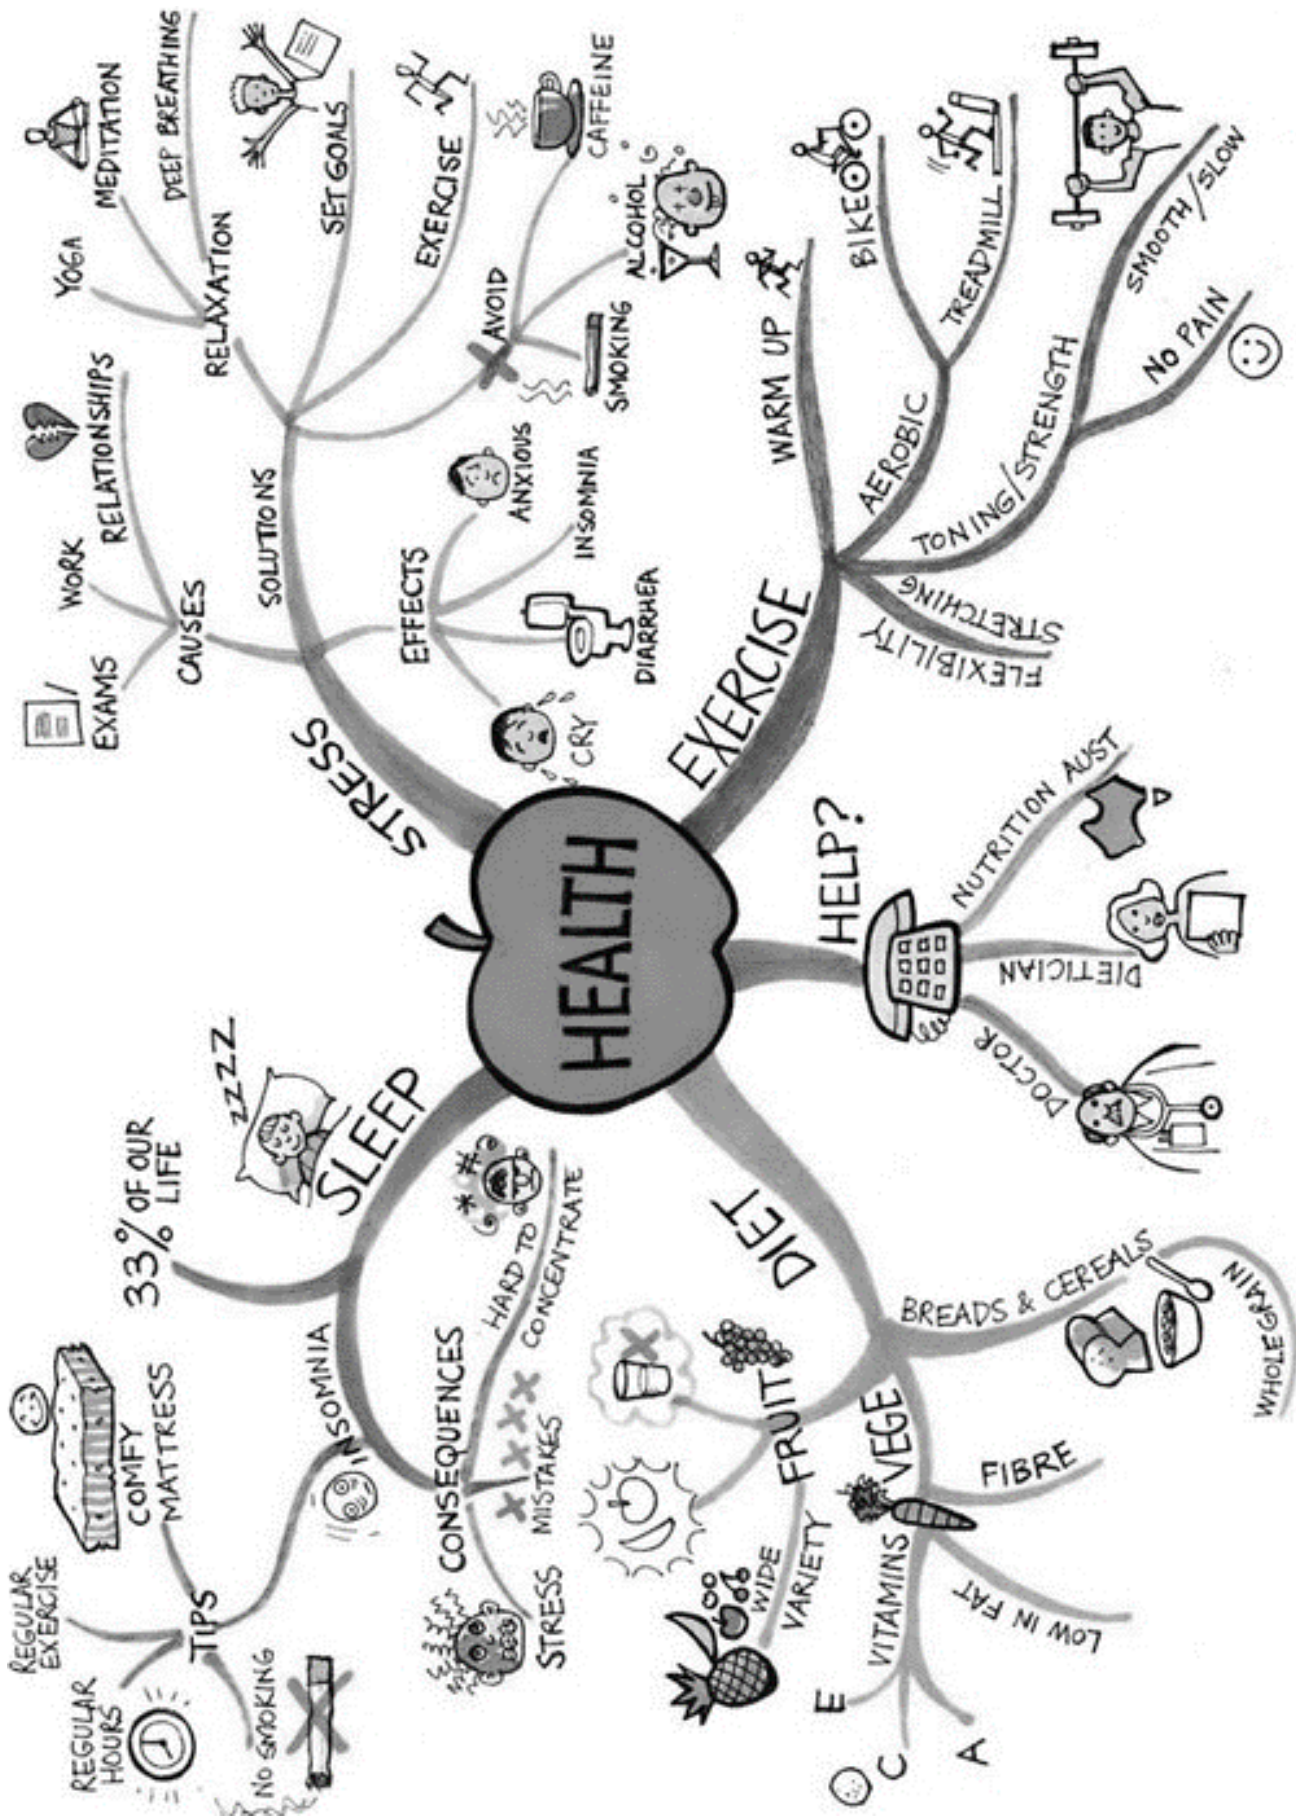 HEALTH
STRESS
CAUSES
EXAMS
WORK
RELATIONSHIPS
SOLUTIONS
RELAXATION
YOGA
MEDITATION
DEEP BREATHING
SET GOALS
EXERCISE
AVOID
CAFFEINE
ALCOHOL
SMOKING
EFFECTS
ANXIOUS
INSOMNIA
DIARRHEA
CRY
EXERCISE
WARM UP
AEROBIC
BIKE
TREADMILL
TONING/STRENGTH
SMOOTH/SLOW
NO PAIN
STRETCHING
FLEXIBILITY
HELP?
NUTRITION AUST
DIETICIAN
DOCTOR
DIET
BREADS & CEREALS
WHOLEGRAIN
VEGE
FIBRE
LOW IN FAT
VITAMINS
A
C
E
FRUIT
WIDE
VARIETY
SLEEP
ZZZZ
33% OF OUR
LIFE
INSOMNIA
TIPS
COMFY
MATTRESS
REGULAR
EXERCISE
REGULAR
HOURS
NO SMOKING
CONSEQUENCES
HARD TO
CONCENTRATE
MISTAKES
STRESS